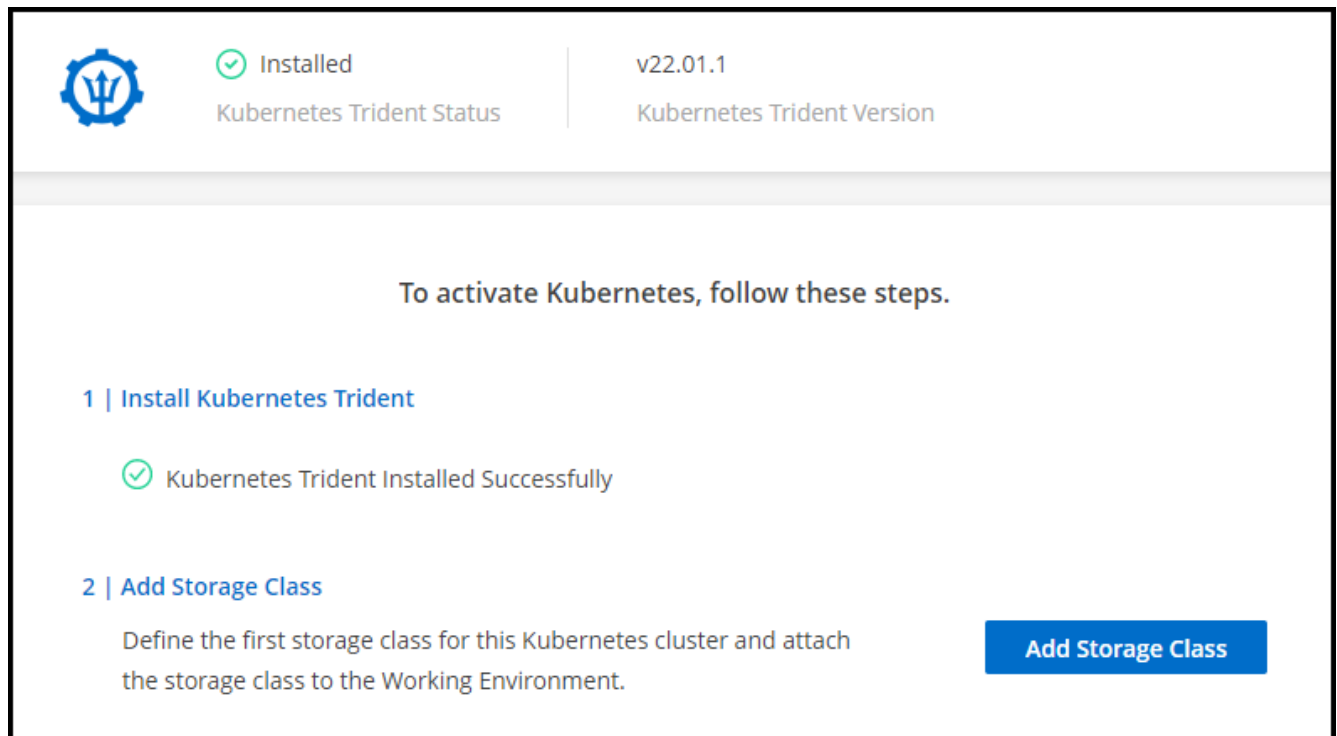 Installed
Kubernetes Trident Status
v22.01.1
Kubernetes Trident Version
To activate Kubernetes, follow these steps.
1 | Install Kubernetes Trident
Kubernetes Trident Installed Successfully
2 | Add Storage Class
Define the first storage class for this Kubernetes cluster and attach
the storage class to the Working Environment.
Add Storage Class